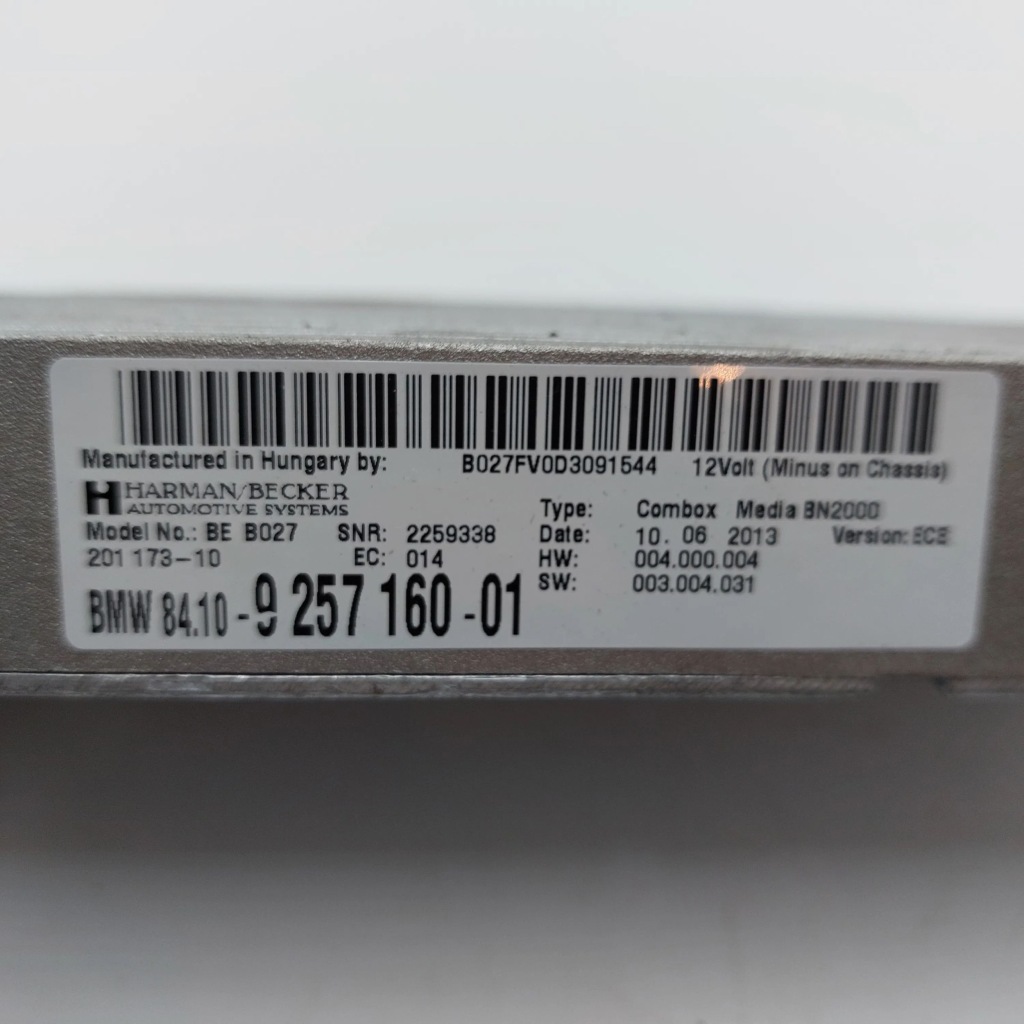 Manufactured in Hungary by: B027FV0D3091544 12Volt (Minus on Chassis)
HARMAN/BECKER
AUTOMOTIVE SYSTEMS
Type: Combox Media BN2000
Model No.: BE B027 SNR: 2259338 Date: 10. 06 2013 Version: ECE
201 173-10 EC: 014 HW: 004.000.004
SW: 003.004.031
BMW 84.10-9 257 160-01